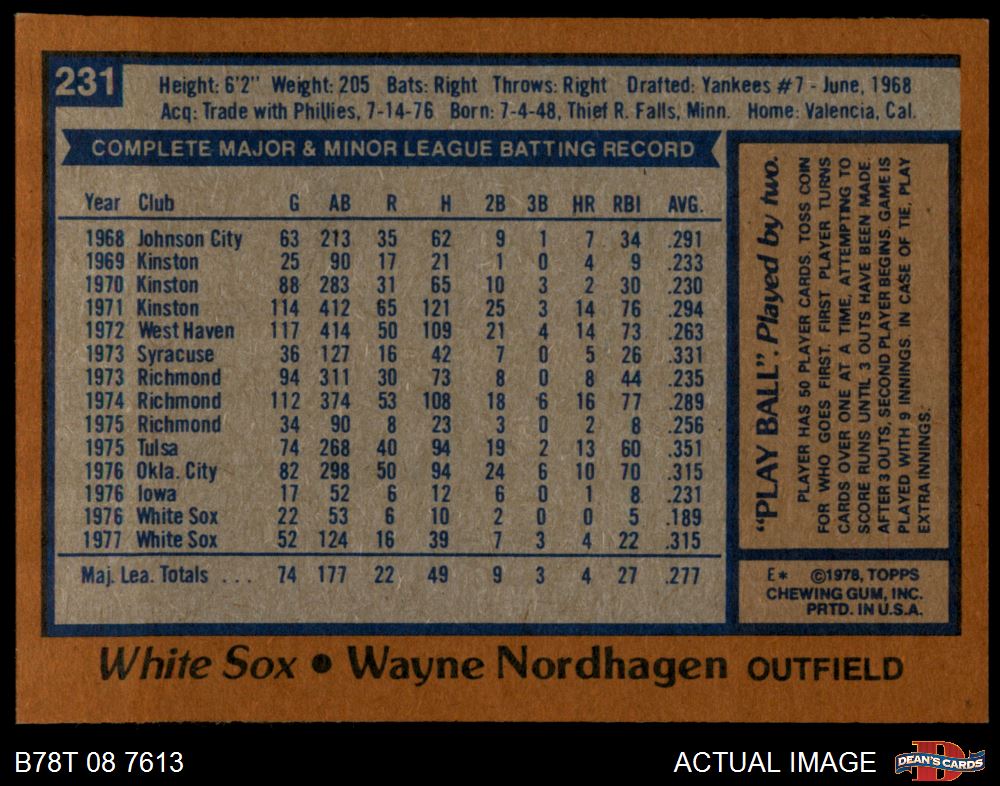 231
Height: 6'2" Weight: 205 Bats: Right Throws: Right Drafted: Yankees #7 - June, 1968
Acq: Trade with Phillies, 7-14-76 Born: 7-4-48, Thief R. Falls, Minn. Home: Valencia, Cal.
COMPLETE MAJOR & MINOR LEAGUE BATTING RECORD
Year Club G AB R H 2B 3B HR RBI AVG.
1968 Johnson City 63 213 35 62 9 1 7 34 .291
1969 Kinston 25 90 17 21 1 0 4 9 .233
1970 Kinston 88 283 31 65 10 3 2 30 .230
1971 Kinston 114 412 65 121 25 3 14 76 .294
1972 West Haven 117 414 50 109 21 4 14 73 .263
1973 Syracuse 36 127 16 42 7 0 5 26 .331
1973 Richmond 94 311 30 73 8 0 8 44 .235
1974 Richmond 112 374 53 108 18 6 16 77 .289
1975 Richmond 34 90 8 23 3 0 2 8 .256
1975 Tulsa 74 268 40 94 19 2 13 60 .351
1976 Okla. City 82 298 50 94 24 6 10 70 .315
1976 Iowa 17 52 6 12 6 0 1 8 .231
1976 White Sox 22 53 6 10 2 0 0 5 .189
1977 White Sox 52 124 16 39 7 3 4 22 .315
Maj. Lea. Totals . . . 74 177 22 49 9 3 4 27 .277
"PLAY BALL". Played by two.
PLAYER HAS 50 PLAYER CARDS. TOSS COIN
FOR WHO GOES FIRST. FIRST PLAYER TURNS
CARDS OVER ONE AT A TIME, ATTEMPTING TO
SCORE RUNS UNTIL 3 OUTS HAVE BEEN MADE.
AFTER 3 OUTS, SECOND PLAYER BEGINS. GAME IS
PLAYED WITH 9 INNINGS. IN CASE OF TIE, PLAY
EXTRA INNINGS.
E* ©1978, TOPPS
CHEWING GUM, INC.
PRTD. IN U.S.A.
White Sox • Wayne Nordhagen OUTFIELD
B78T 08 7613
ACTUAL IMAGE
D
DEAN'S CARDS